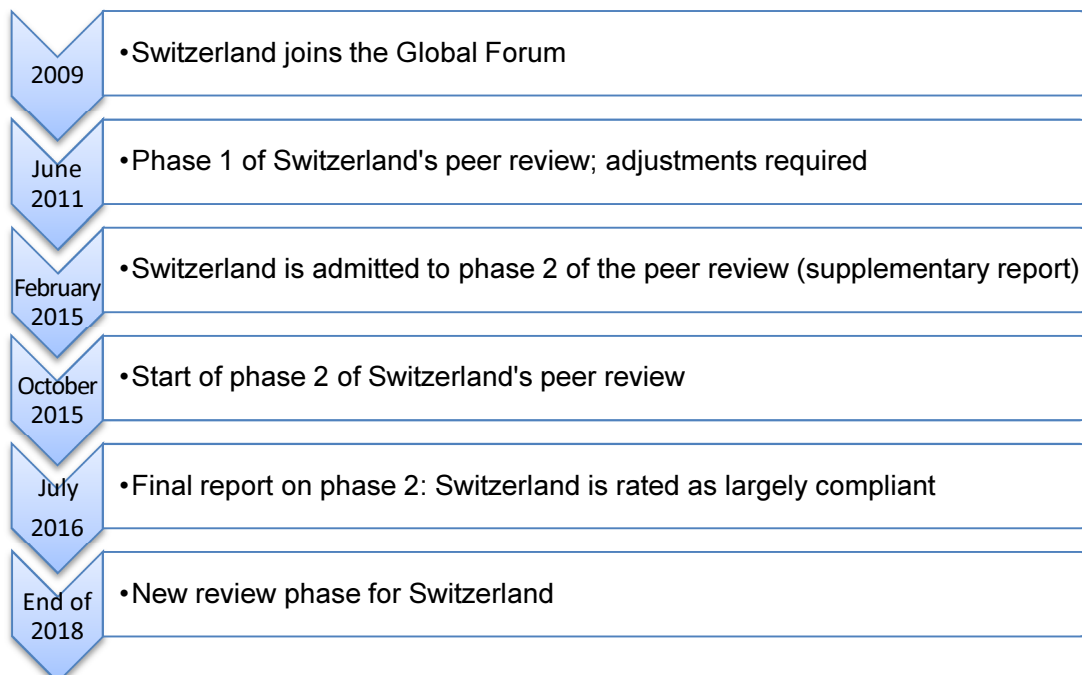 2009
•Switzerland joins the Global Forum
June
2011
•Phase 1 of Switzerland's peer review; adjustments required
February
2015
•Switzerland is admitted to phase 2 of the peer review (supplementary report)
October
2015
•Start of phase 2 of Switzerland's peer review
July
2016
•Final report on phase 2: Switzerland is rated as largely compliant
End of
2018
•New review phase for Switzerland